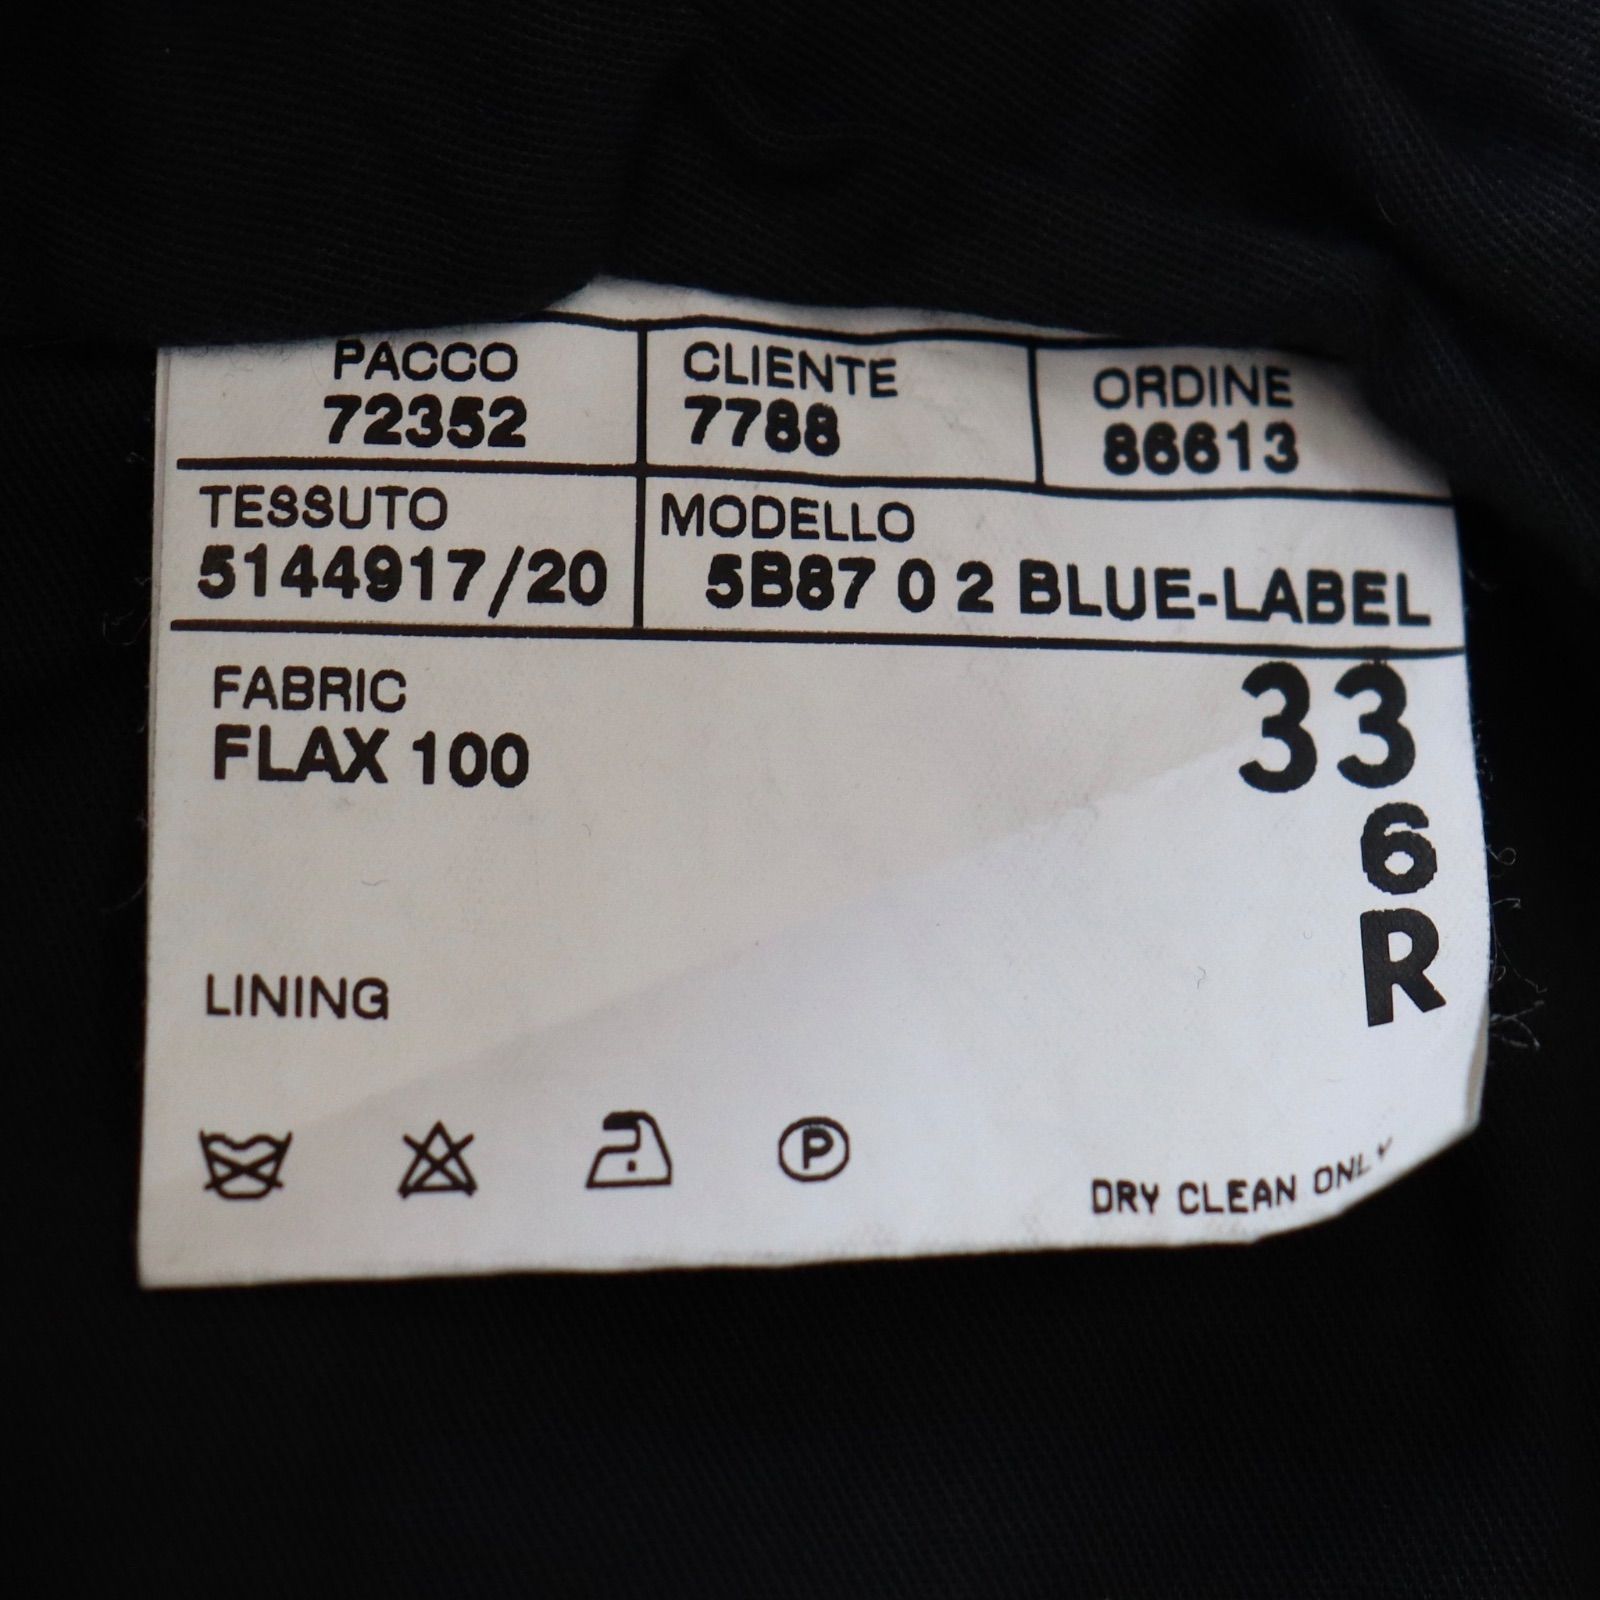 PACCO CLIENTE ORDINE
72352 7788 86613
TESSUTO MODELLO
5144917/20 5B87 0 2 BLUE-LABEL
FABRIC 33
FLAX 100
6
R
LINING
P
DRY CLEAN ONLY